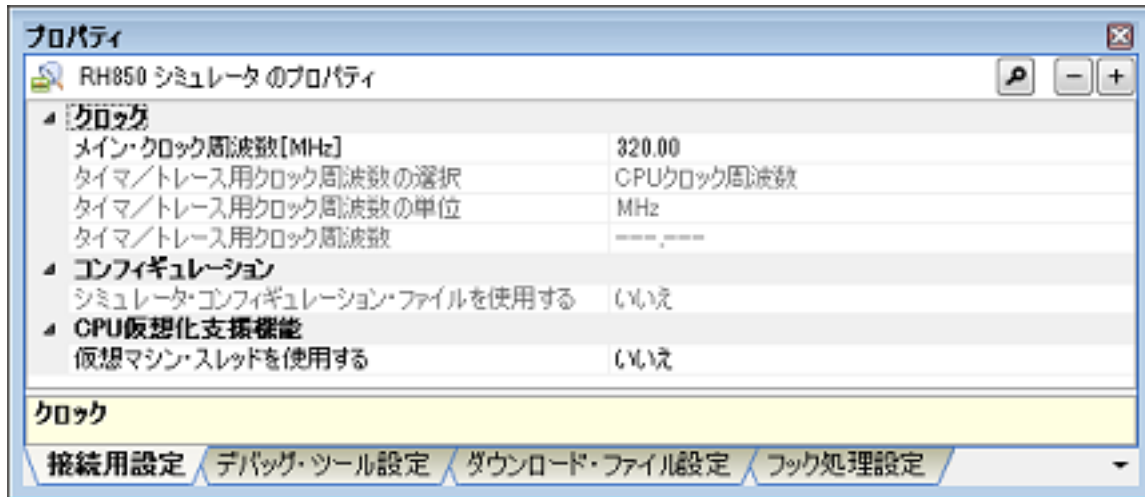 プロパティ
RH850 シミュレータ のプロパティ
クロック
メイン・クロック周波数[MHz] 320.00
タイマ／トレース用クロック周波数の選択 CPUクロック周波数
タイマ／トレース用クロック周波数の単位 MHz
タイマ／トレース用クロック周波数 ---.---
コンフィギュレーション
シミュレータ・コンフィギュレーション・ファイルを使用する いいえ
CPU仮想化支援機能
仮想マシン・スレッドを使用する いいえ
クロック
接続用設定 デバッグ・ツール設定 ダウンロード・ファイル設定 フック処理設定